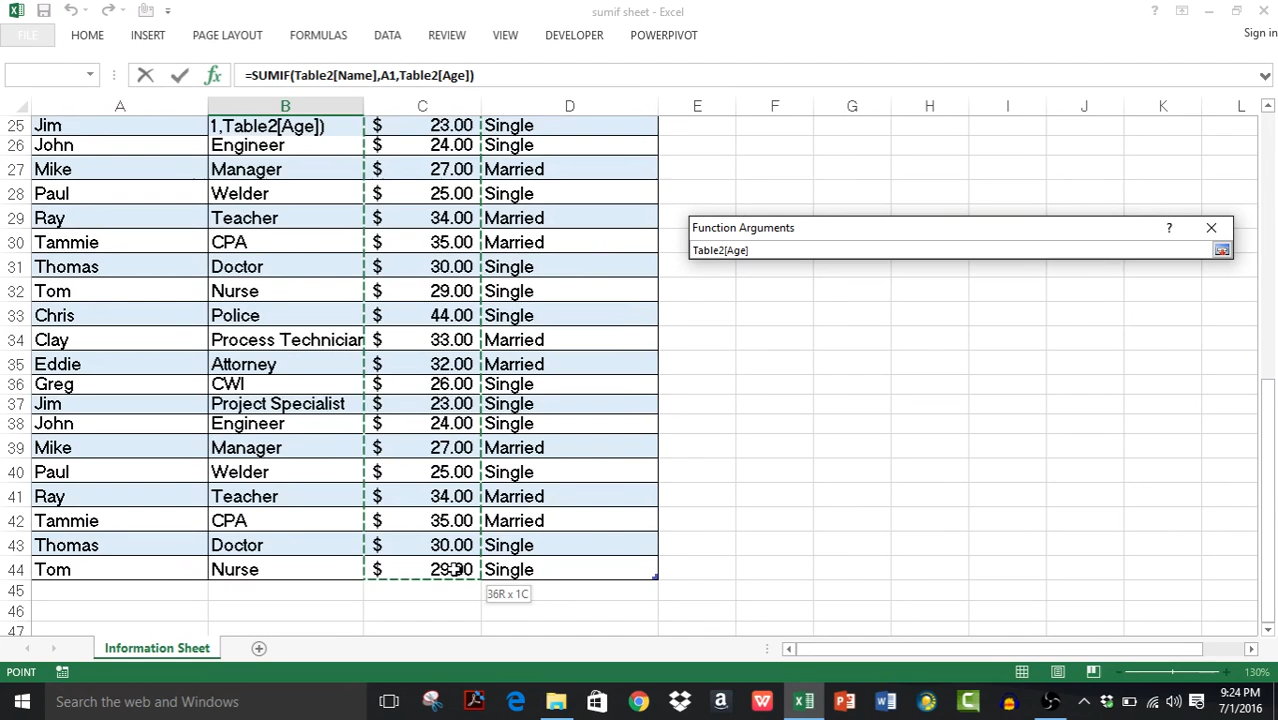 sumif sheet - Excel
?
FILE HOME INSERT PAGE LAYOUT FORMULAS DATA REVIEW VIEW DEVELOPER POWERPIVOT Sign in
fx =SUMIF(Table2[Name],A1,Table2[Age])
A B C D E F G H I J K L
25 Jim 1,Table2[Age]) $ 23.00 Single
26 John Engineer $ 24.00 Single
27 Mike Manager $ 27.00 Married
28 Paul Welder $ 25.00 Single
29 Ray Teacher $ 34.00 Married
30 Tammie CPA $ 35.00 Married
31 Thomas Doctor $ 30.00 Single
32 Tom Nurse $ 29.00 Single
33 Chris Police $ 44.00 Single
34 Clay Process Technician $ 33.00 Married
35 Eddie Attorney $ 32.00 Married
36 Greg CWI $ 26.00 Single
37 Jim Project Specialist $ 23.00 Single
38 John Engineer $ 24.00 Single
39 Mike Manager $ 27.00 Married
40 Paul Welder $ 25.00 Single
41 Ray Teacher $ 34.00 Married
42 Tammie CPA $ 35.00 Married
43 Thomas Doctor $ 30.00 Single
44 Tom Nurse $ 29.00 Single
45
46
47
36R x 1C
Function Arguments ?
Table2[Age]
Information Sheet
POINT 130%
Search the web and Windows
9:24 PM
7/1/2016